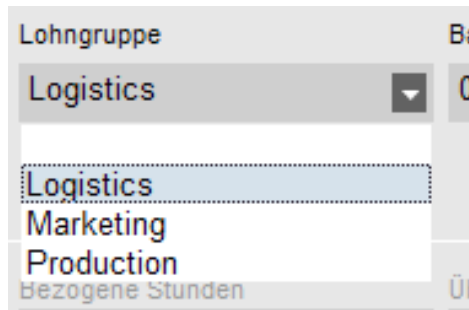 Lohngruppe
Logistics
Logistics
Marketing
Production
Bezogene Stunden